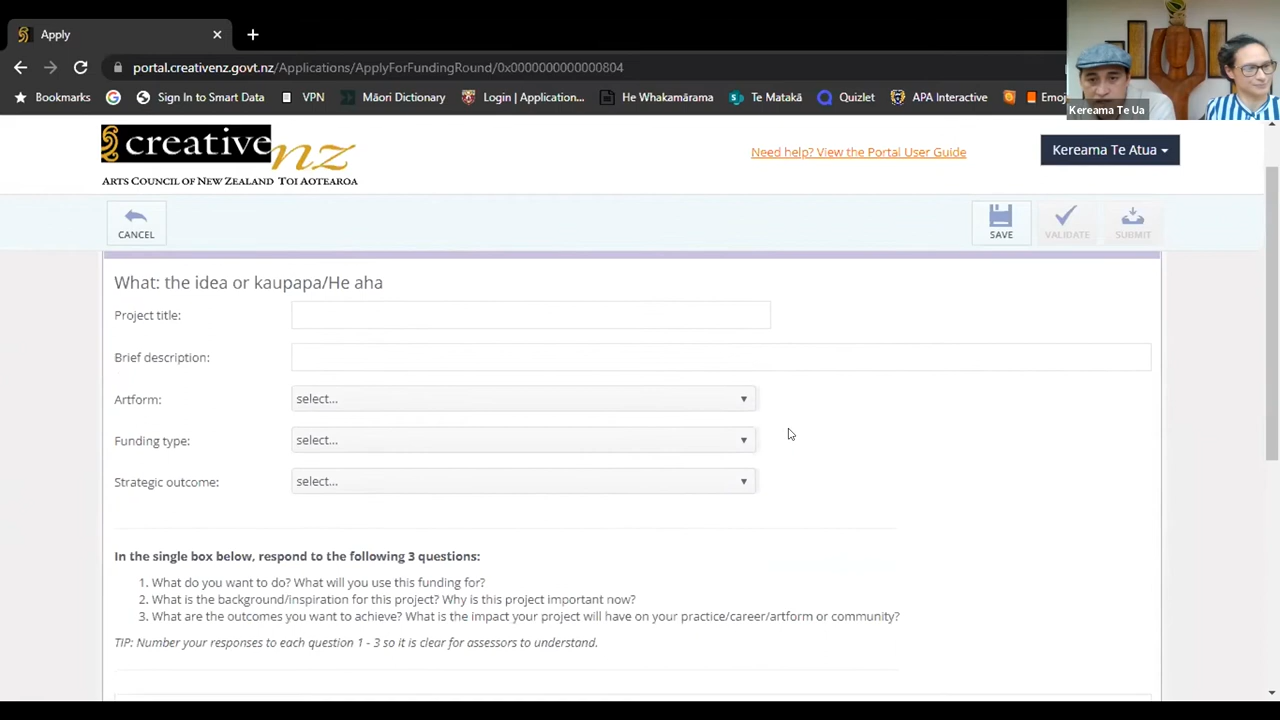 Apply
portal.creativenz.govt.nz/Applications/ApplyForFundingRound/0x0000000000000804
Bookmarks
Sign In to Smart Data
VPN
Māori Dictionary
Login | Application...
He Whakamārama
Te Matakā
Quizlet
APA Interactive
Emoj
Kereama Te Ua
creative nz
ARTS COUNCIL OF NEW ZEALAND TOI AOTEAROA
Need help? View the Portal User Guide
Kereama Te Atua
CANCEL
SAVE
VALIDATE
SUBMIT
What: the idea or kaupapa/He aha
Project title:
Brief description:
Artform: select...
Funding type: select...
Strategic outcome: select...
In the single box below, respond to the following 3 questions:
1. What do you want to do? What will you use this funding for?
2. What is the background/inspiration for this project? Why is this project important now?
3. What are the outcomes you want to achieve? What is the impact your project will have on your practice/career/artform or community?
TIP: Number your responses to each question 1 - 3 so it is clear for assessors to understand.